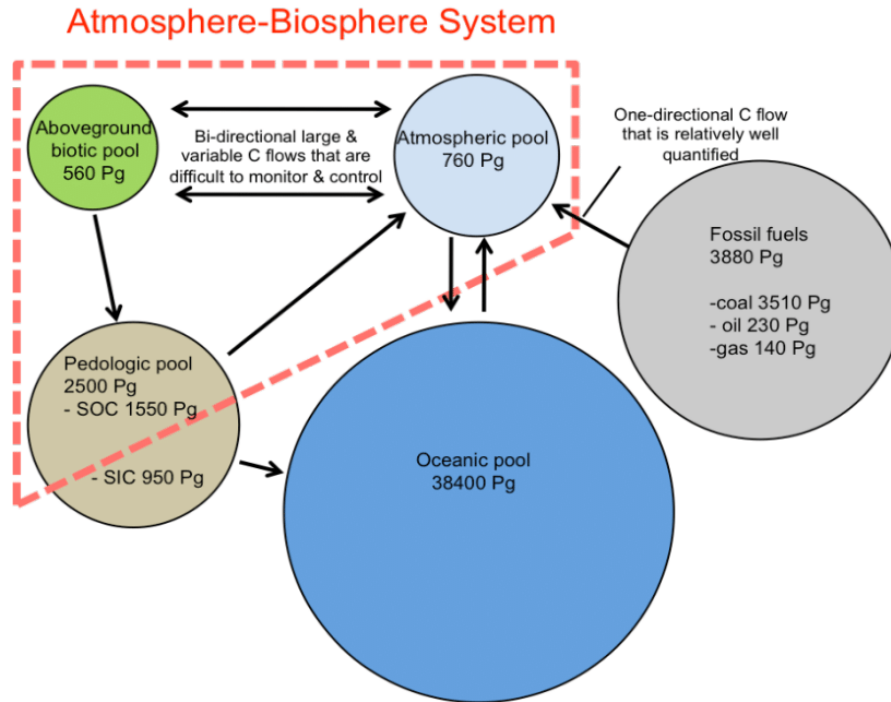 Atmosphere-Biosphere System
Aboveground
biotic pool
560 Pg
Bi-directional large &
variable C flows that are
difficult to monitor & control
Atmospheric pool
760 Pg
One-directional C flow
that is relatively well
quantified
Fossil fuels
3880 Pg
-coal 3510 Pg
- oil 230 Pg
-gas 140 Pg
Pedologic pool
2500 Pg
- SOC 1550 Pg
- SIC 950 Pg
Oceanic pool
38400 Pg